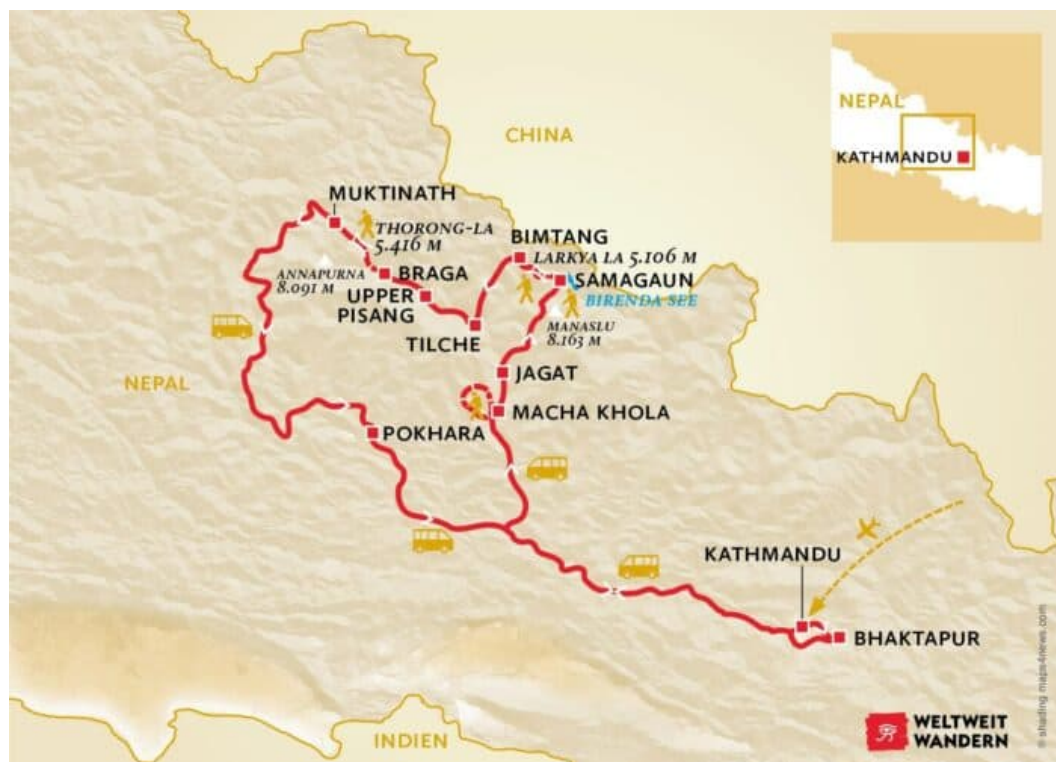 NEPAL
KATHMANDU
CHINA
MUKTINATH
THORONG-LA
5.416 M
BIMTANG
LARKYA LA 5.106 M
ANNAPURNA
8.091 M
BRAGA
SAMAGAUN
BIRENDA SEE
UPPER
PISANG
MANASLU
8.163 M
TILCHE
JAGAT
NEPAL
MACHA KHOLA
POKHARA
KATHMANDU
BHAKTAPUR
INDIEN
WELTWEIT
WANDERN
© shading maps4news.com